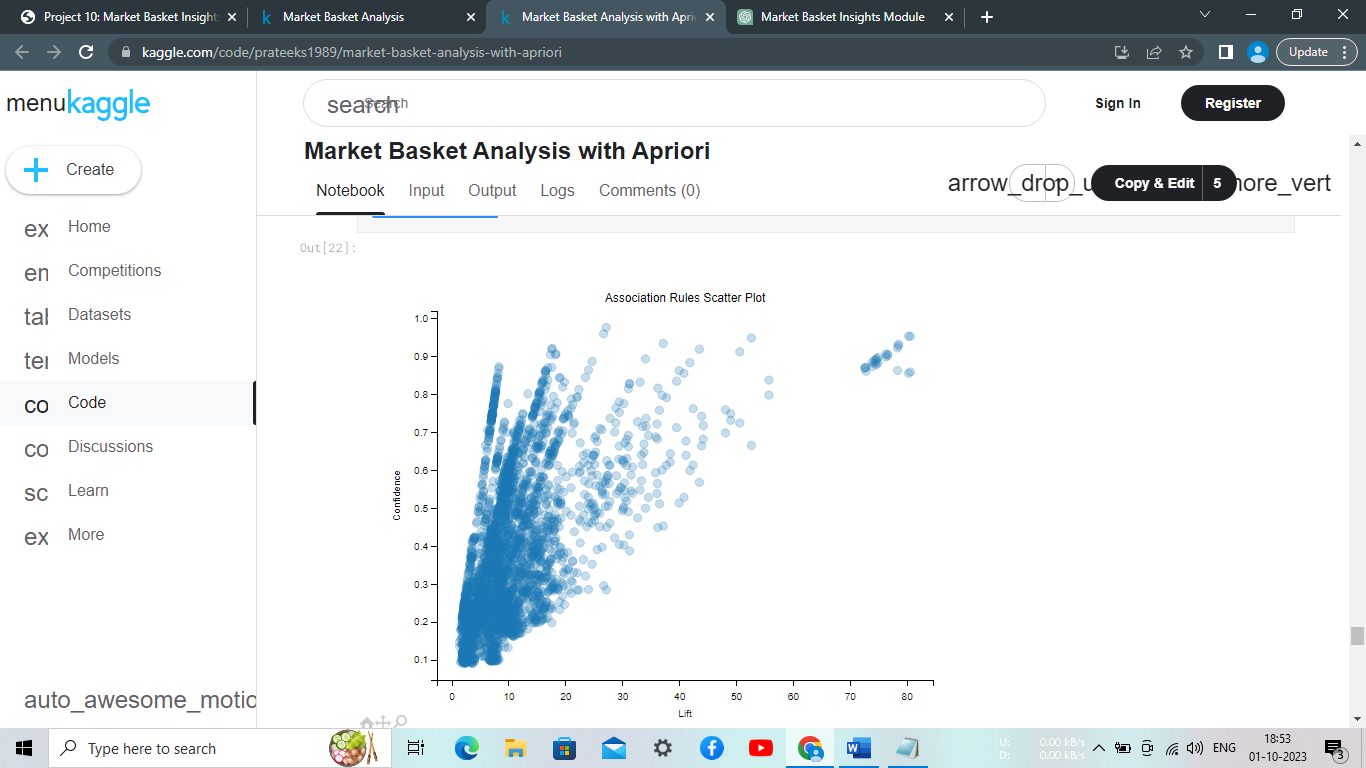 Project 10: Market Basket Insight
Market Basket Analysis
Market Basket Analysis with Aprio
Market Basket Insights Module
kaggle.com/code/prateeks1989/market-basket-analysis-with-apriori
Update
menu kaggle
search
Search
Sign In
Register
Market Basket Analysis with Apriori
Create
Notebook
Input
Output
Logs
Comments (0)
arrow_drop_u
Copy & Edit
5
more_vert
ex
Home
en
Competitions
tab
Datasets
ter
Models
co
Code
co
Discussions
sc
Learn
ex
More
auto_awesome_motio
Out[22]:
Association Rules Scatter Plot
1.0
0.9
0.8
0.7
0.6
0.5
0.4
0.3
0.2
0.1
Confidence
0
10
20
30
40
50
60
70
80
Lift
Type here to search
U: 0.00 kB/s
D: 0.00 kB/s
ENG
18:53
01-10-2023
3